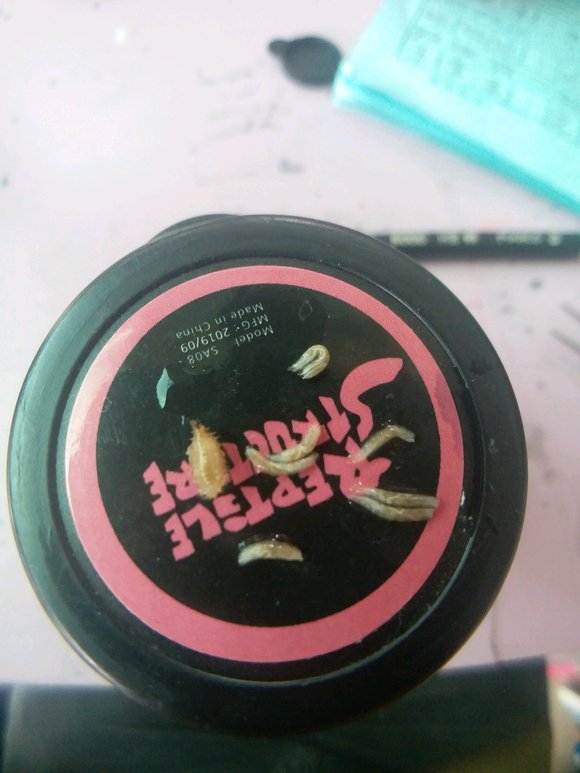 REPTILE
STRUCTURE
Model: SA08
MFG: 2019/09
Made in China